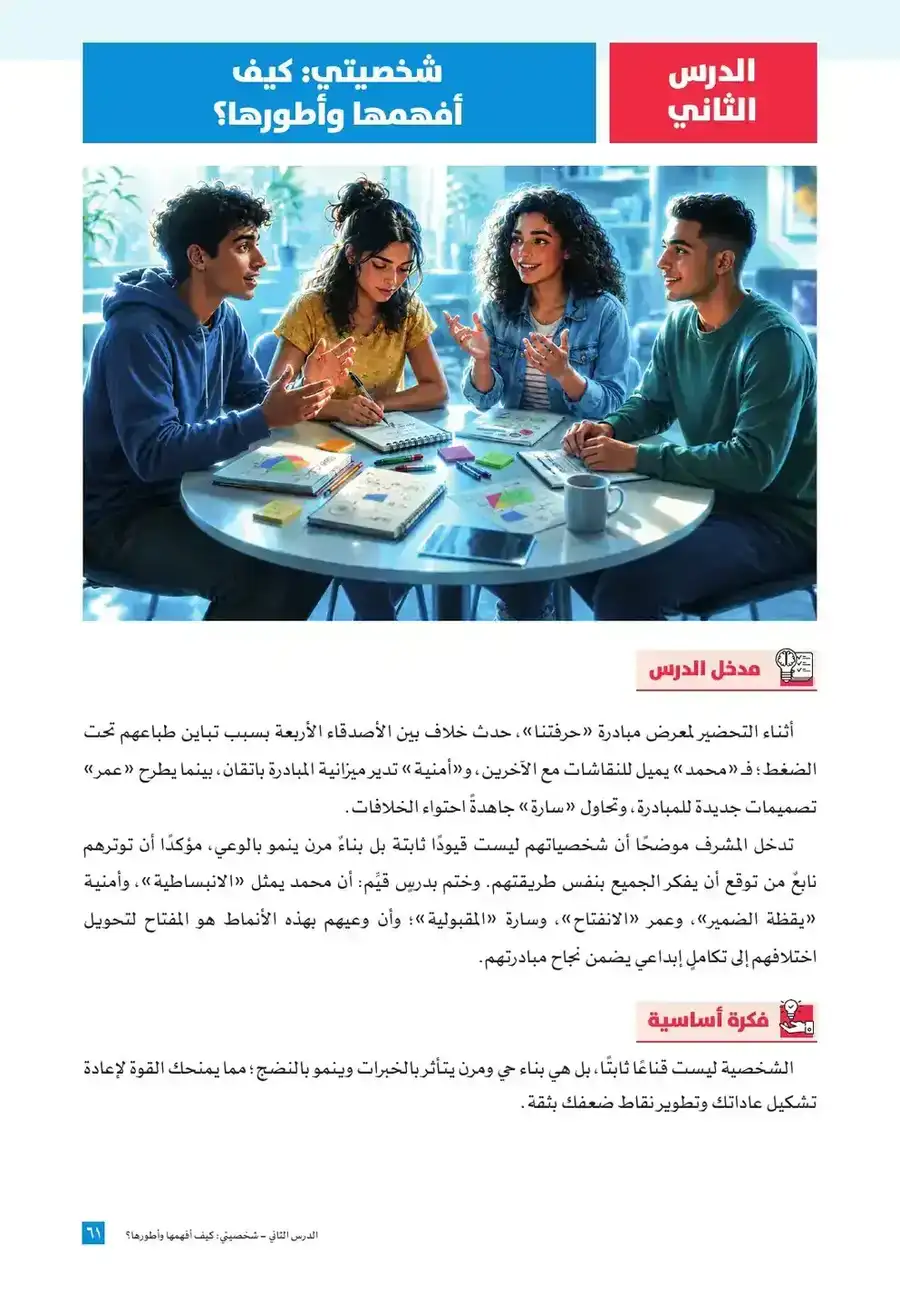 الدرس
الثاني
شخصيتي: كيف
أفهمها وأطورها؟
مدخل الدرس
أثناء التحضير لمعرض مبادرة «حرفتنا»، حدث خلاف بين الأصدقاء الأربعة بسبب تباين طباعهم تحت
الضغط؛ فـ «محمد» يميل للنقاشات مع الآخرين، و«أمنية» تدير ميزانية المبادرة باتقان، بينما يطرح «عمر»
تصميمات جديدة للمبادرة، وتحاول «سارة» جاهدةً احتواء الخلافات.
تدخل المشرف موضحًا أن شخصياتهم ليست قيودًا ثابتة بل بناءٌ مرن ينمو بالوعي، مؤكدًا أن توترهم
نابعٌ من توقع أن يفكر الجميع بنفس طريقتهم. وختم بدرسٍ قيِّم: أن محمد يمثل «الانبساطية»، وأمنية
«يقظة الضمير»، وعمر «الانفتاح»، وسارة «المقبولية»؛ وأن وعيهم بهذه الأنماط هو المفتاح لتحويل
اختلافهم إلى تكاملٍ إبداعي يضمن نجاح مبادرتهم.
فكرة أساسية
الشخصية ليست قناعًا ثابتًا، بل هي بناء حي ومرن يتأثر بالخبرات وينمو بالنضج؛ مما يمنحك القوة لإعادة
تشكيل عاداتك وتطوير نقاط ضعفك بثقة.
الدرس الثاني – شخصيتي: كيف أفهمها وأطورها؟
٦١